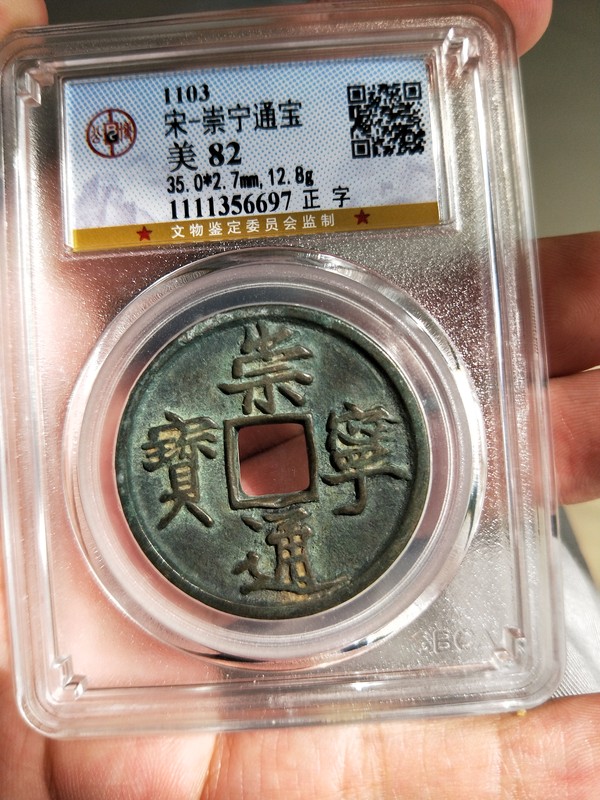 1103
宋-崇宁通宝
美 82
35.0*2.7mm,12.8g
1111356697 正 字
文物鉴定委员会监制
崇寧通寳